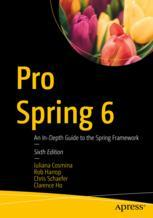 Pro
Spring 6
An In-Depth Guide to the Spring Framework
Sixth Edition
Iuliana Cosmina
Rob Harrop
Chris Schaefer
Clarence Ho
Apress®